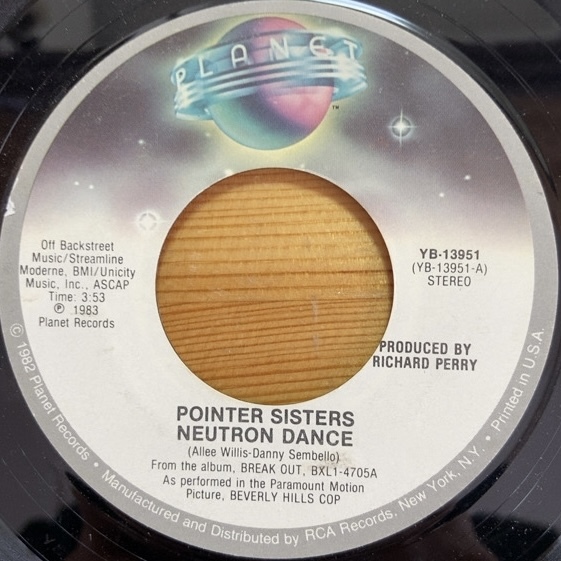 PLANET
TM
Off Backstreet
Music/Streamline
Moderne, BMI/Unicity
Music, Inc., ASCAP
Time: 3:53
℗ 1983
Planet Records
YB-13951
(YB-13951-A)
STEREO
PRODUCED BY
RICHARD PERRY
POINTER SISTERS
NEUTRON DANCE
(Allee Willis-Danny Sembello)
From the album, BREAK OUT, BXL1-4705A
As performed in the Paramount Motion
Picture, BEVERLY HILLS COP
© 1982 Planet Records • Manufactured and Distributed by RCA Records, New York, N.Y. • Printed in U.S.A.